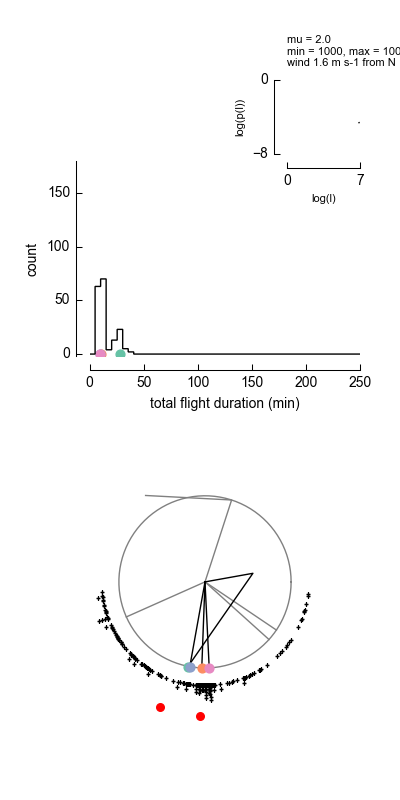 mu = 2.0
min = 1000, max = 100
wind 1.6 m s-1 from N
0
−8
log(p(l))
0 7
log(l)
150
100
50
0
count
0 50 100 150 200 250
total flight duration (min)